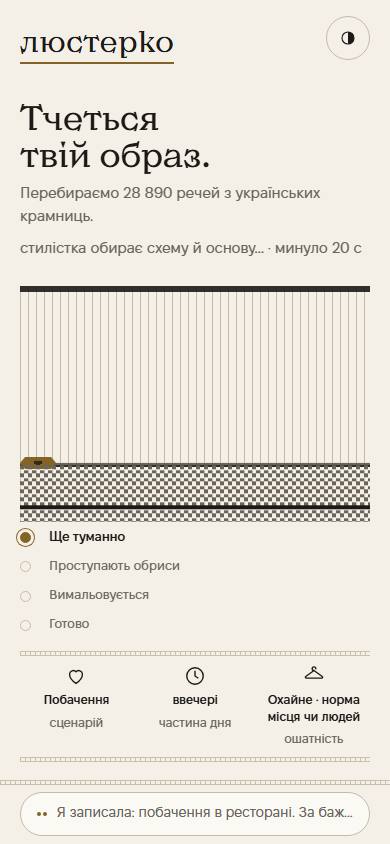 люстерко
Тчеться
твій образ.
Перебираємо 28 890 речей з українських
крамниць.
стилістка обирає схему й основу… · минуло 20 с
Ще туманно
Проступають обриси
Вимальовується
Готово
Побачення
сценарій
ввечері
частина дня
Охайне · норма
місця чи людей
ошатність
Я записала: побачення в ресторані. За баж…